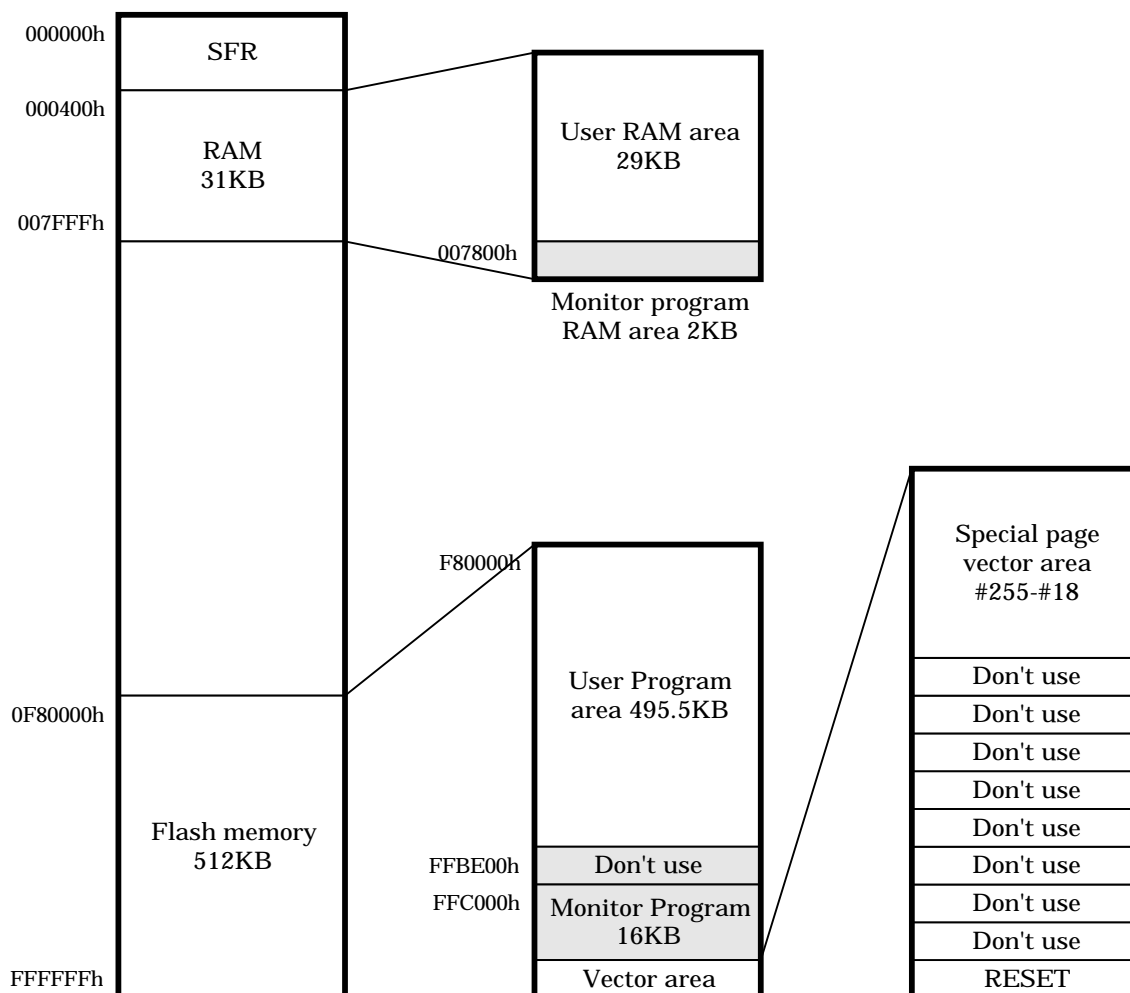 000000h
SFR
000400h
RAM
31KB
007FFFh
User RAM area
29KB
007800h
Monitor program
RAM area 2KB
0F80000h
Flash memory
512KB
FFFFFFh
F80000h
User Program
area 495.5KB
FFBE00h
Don't use
FFC000h
Monitor Program
16KB
Vector area
Special page
vector area
#255-#18
Don't use
Don't use
Don't use
Don't use
Don't use
Don't use
Don't use
Don't use
RESET